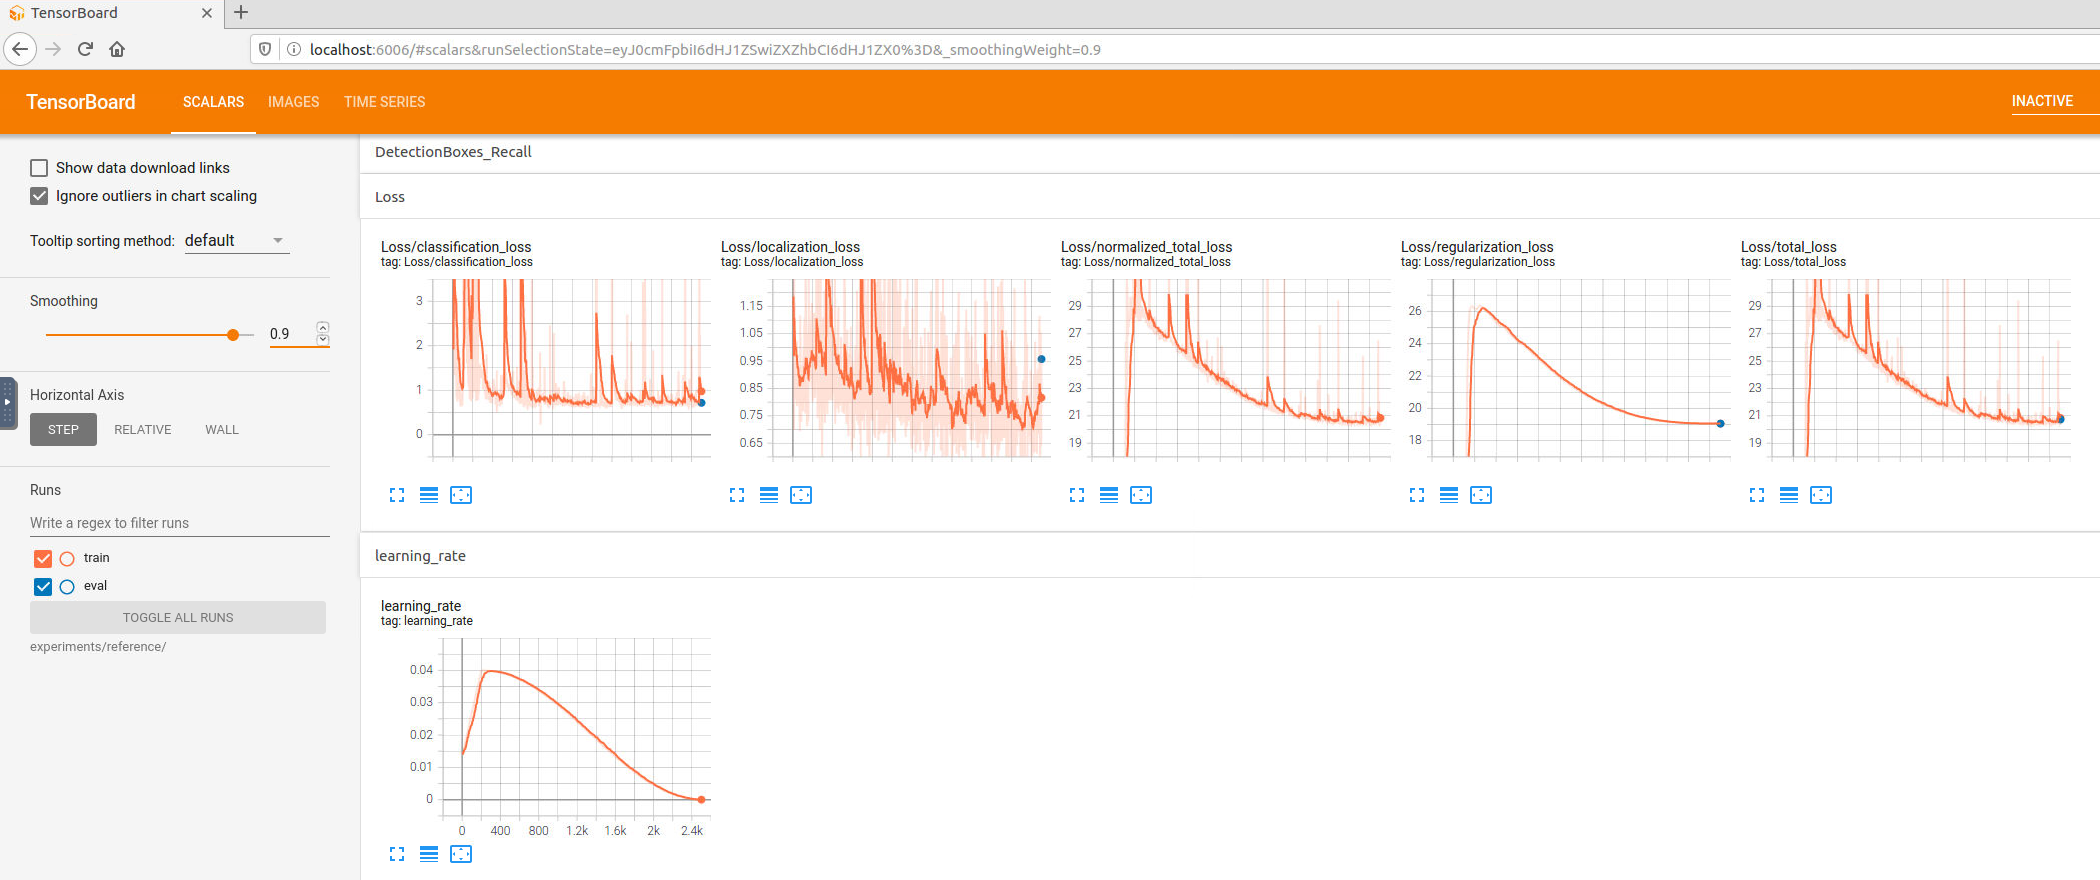 TensorBoard
localhost:6006/#scalars&runSelectionState=eyJ0cmFpbiI6dHJ1ZSwiZXZhbCI6dHJ1ZX0%3D&_smoothingWeight=0.9
TensorBoard SCALARS IMAGES TIME SERIES INACTIVE
Show data download links
Ignore outliers in chart scaling
Tooltip sorting method: default
Smoothing
0.9
Horizontal Axis
STEP RELATIVE WALL
Runs
Write a regex to filter runs
train
eval
TOGGLE ALL RUNS
experiments/reference/
DetectionBoxes_Recall
Loss
Loss/classification_loss
tag: Loss/classification_loss
3
2
1
0
Loss/localization_loss
tag: Loss/localization_loss
1.15
1.05
0.95
0.85
0.75
0.65
Loss/normalized_total_loss
tag: Loss/normalized_total_loss
29
27
25
23
21
19
Loss/regularization_loss
tag: Loss/regularization_loss
26
24
22
20
18
Loss/total_loss
tag: Loss/total_loss
29
27
25
23
21
19
learning_rate
learning_rate
tag: learning_rate
0.04
0.03
0.02
0.01
0
0 400 800 1.2k 1.6k 2k 2.4k